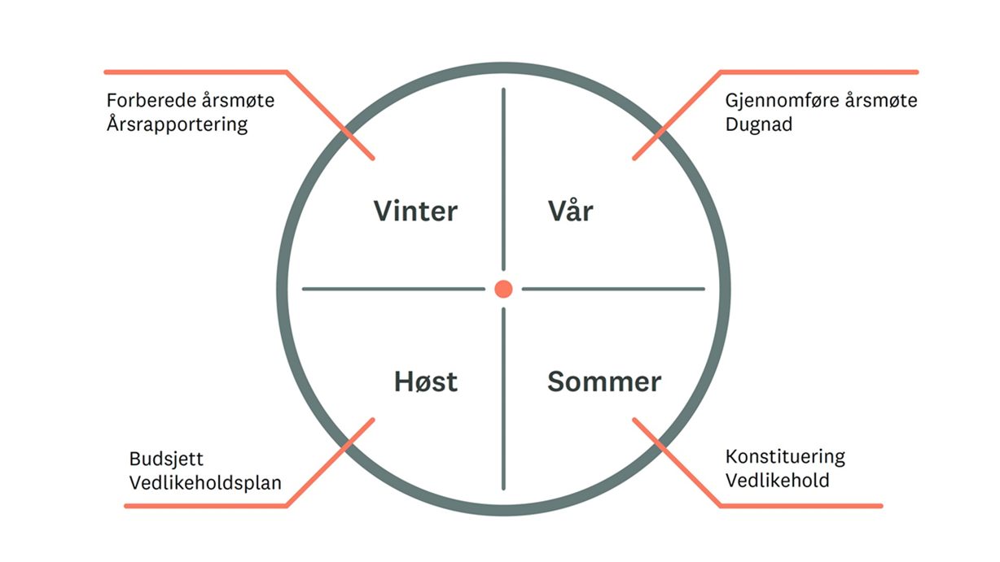 Forberede årsmøte
Årsrapportering
Gjennomføre årsmøte
Dugnad
Vinter
Vår
Høst
Sommer
Budsjett
Vedlikeholdsplan
Konstituering
Vedlikehold